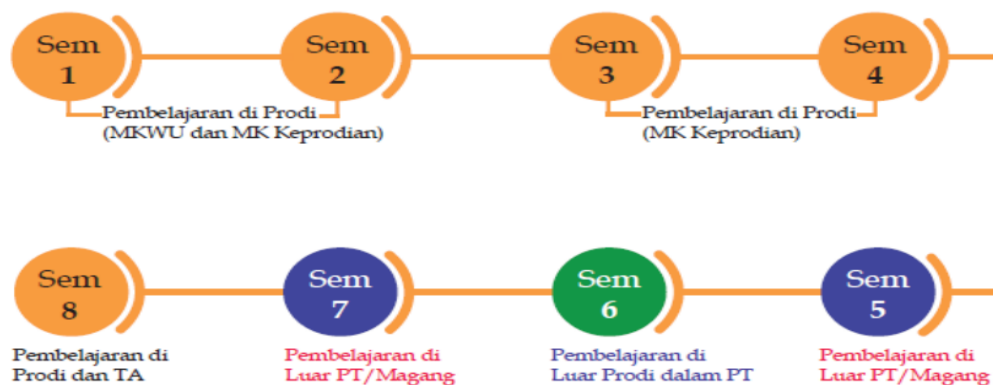 Sem
1
Sem
2
Sem
3
Sem
4
Pembelajaran di Prodi
(MKWU dan MK Keprodian)
Pembelajaran di Prodi
(MK Keprodian)
Sem
8
Sem
7
Sem
6
Sem
5
Pembelajaran di
Prodi dan TA
Pembelajaran di
Luar PT/Magang
Pembelajaran di
Luar Prodi dalam PT
Pembelajaran di
Luar PT/Magang